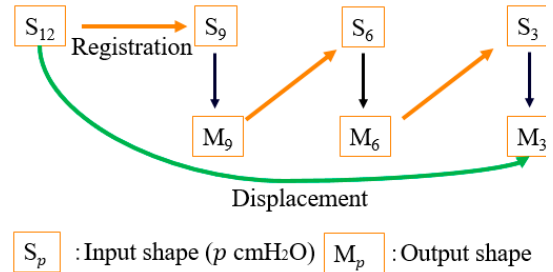 S₁₂ S₉ S₆ S₃
Registration
M₉ M₆ M₃
Displacement
Sₚ : Input shape (p cmH₂O) Mₚ : Output shape